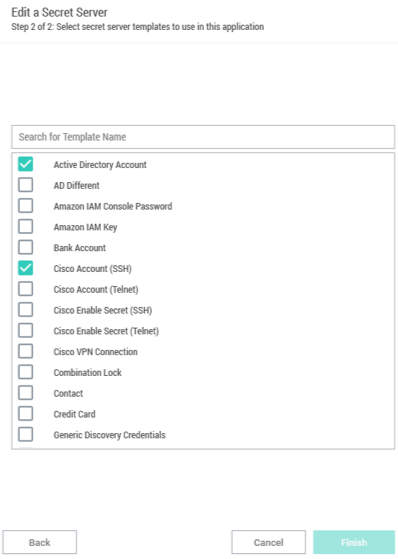 Edit a Secret Server
Step 2 of 2: Select secret server templates to use in this application
Search for Template Name
Active Directory Account
AD Different
Amazon IAM Console Password
Amazon IAM Key
Bank Account
Cisco Account (SSH)
Cisco Account (Telnet)
Cisco Enable Secret (SSH)
Cisco Enable Secret (Telnet)
Cisco VPN Connection
Combination Lock
Contact
Credit Card
Generic Discovery Credentials
Back Cancel Finish